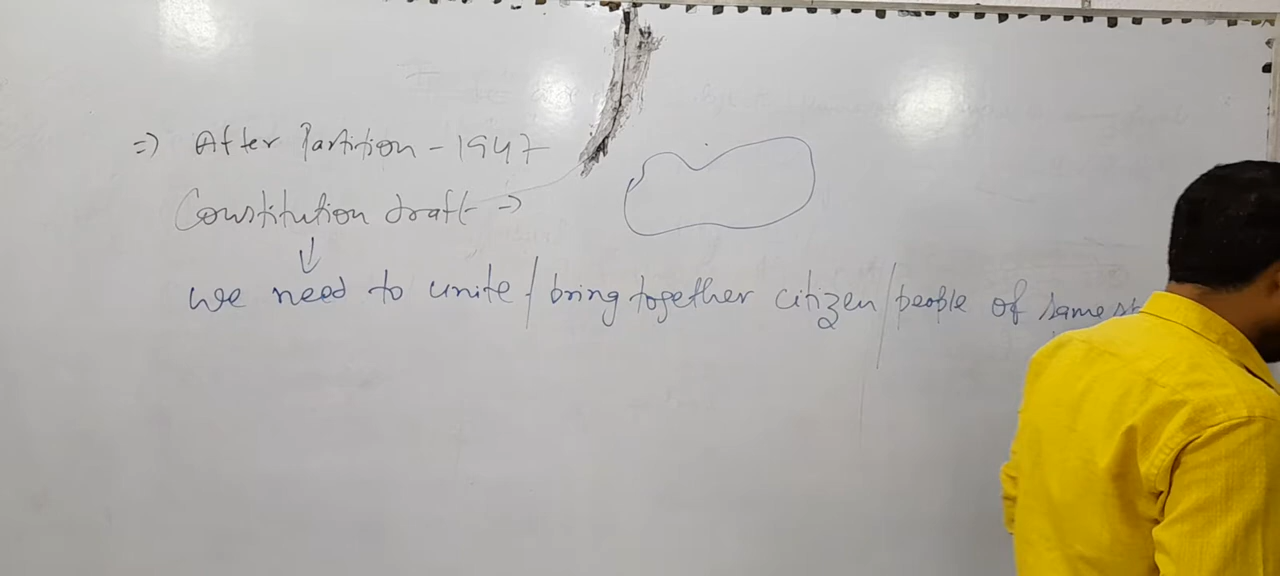 =) After Partition - 1947
Constitution draft =>
↓
we need to unite / bring together citizen / people of same